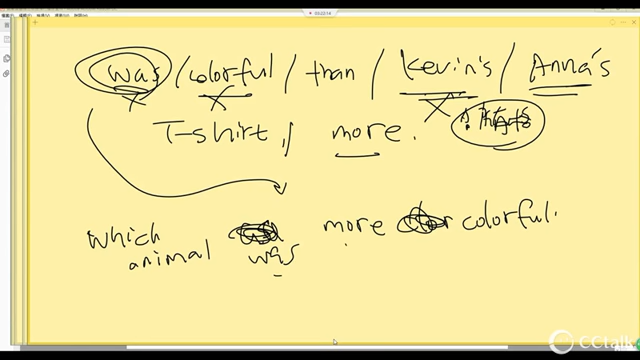 was / colorful / than / Kevin's / Anna's
T-shirt, / more.
which more colorful.
animal was
CCtalk